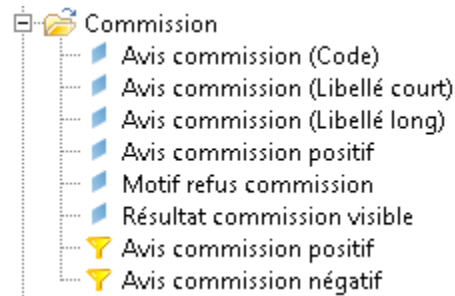 Commission
Avis commission (Code)
Avis commission (Libellé court)
Avis commission (Libellé long)
Avis commission positif
Motif refus commission
Résultat commission visible
Avis commission positif
Avis commission négatif